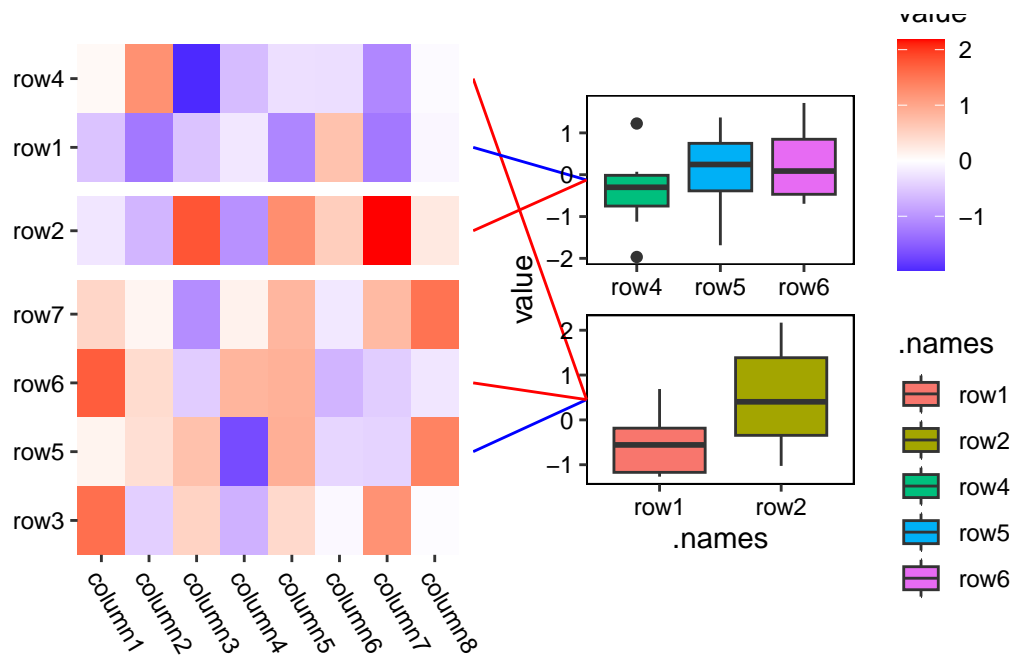 row4
row1
row2
row7
row6
row5
row3
column1
column2
column3
column4
column5
column6
column7
column8
value
1
0
−1
−2
row4
row5
row6
2
1
0
−1
row1
row2
.names
value
2
1
0
−1
.names
row1
row2
row4
row5
row6